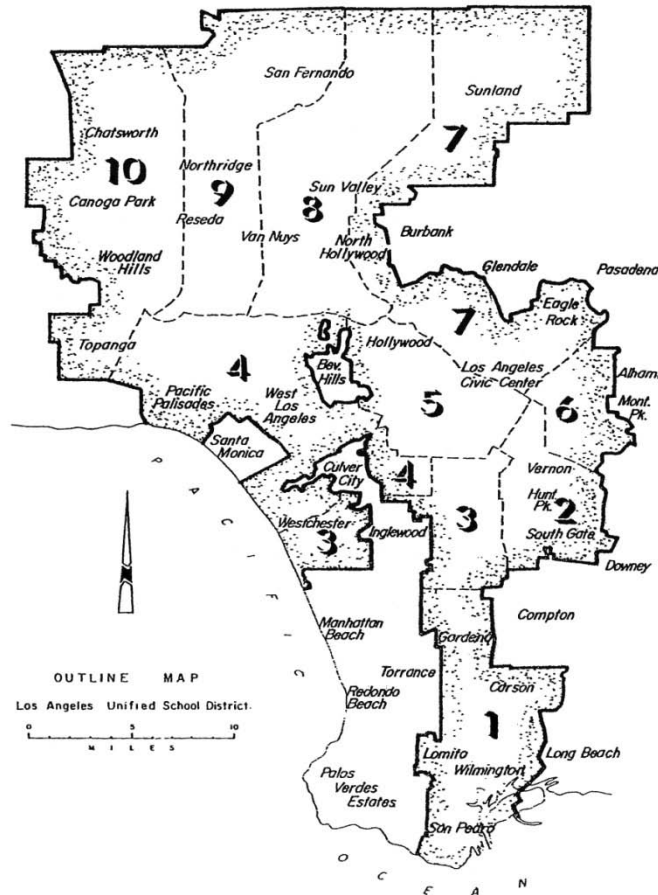 San Fernando
Sunland
Chatsworth
10
Northridge
9
7
Sun Valley
8
Canoga Park
Reseda
Van Nuys
North
Hollywood
Burbank
Woodland
Hills
Glendale
Pasadena
Eagle
Rock
7
8
Topanga
Hollywood
4
Bev.
Hills
Los Angeles
Civic Center
Alham.
Pacific
Palisades
West
Los
Angeles
5
6
Mont.
Pk.
Santa
Monica
Culver
City
4
Vernon
Hunt.
Pk.
2
Westchester
3
Inglewood
3
South Gate
Downey
PACIFIC
Compton
Manhattan
Beach
Gardena
OUTLINE MAP
Los Angeles Unified School District.
0 5 10
MILES
Torrance
Redondo
Beach
Carson
1
Lomita
Wilmington
Long Beach
Palos
Verdes
Estates
San Pedro
OCEAN